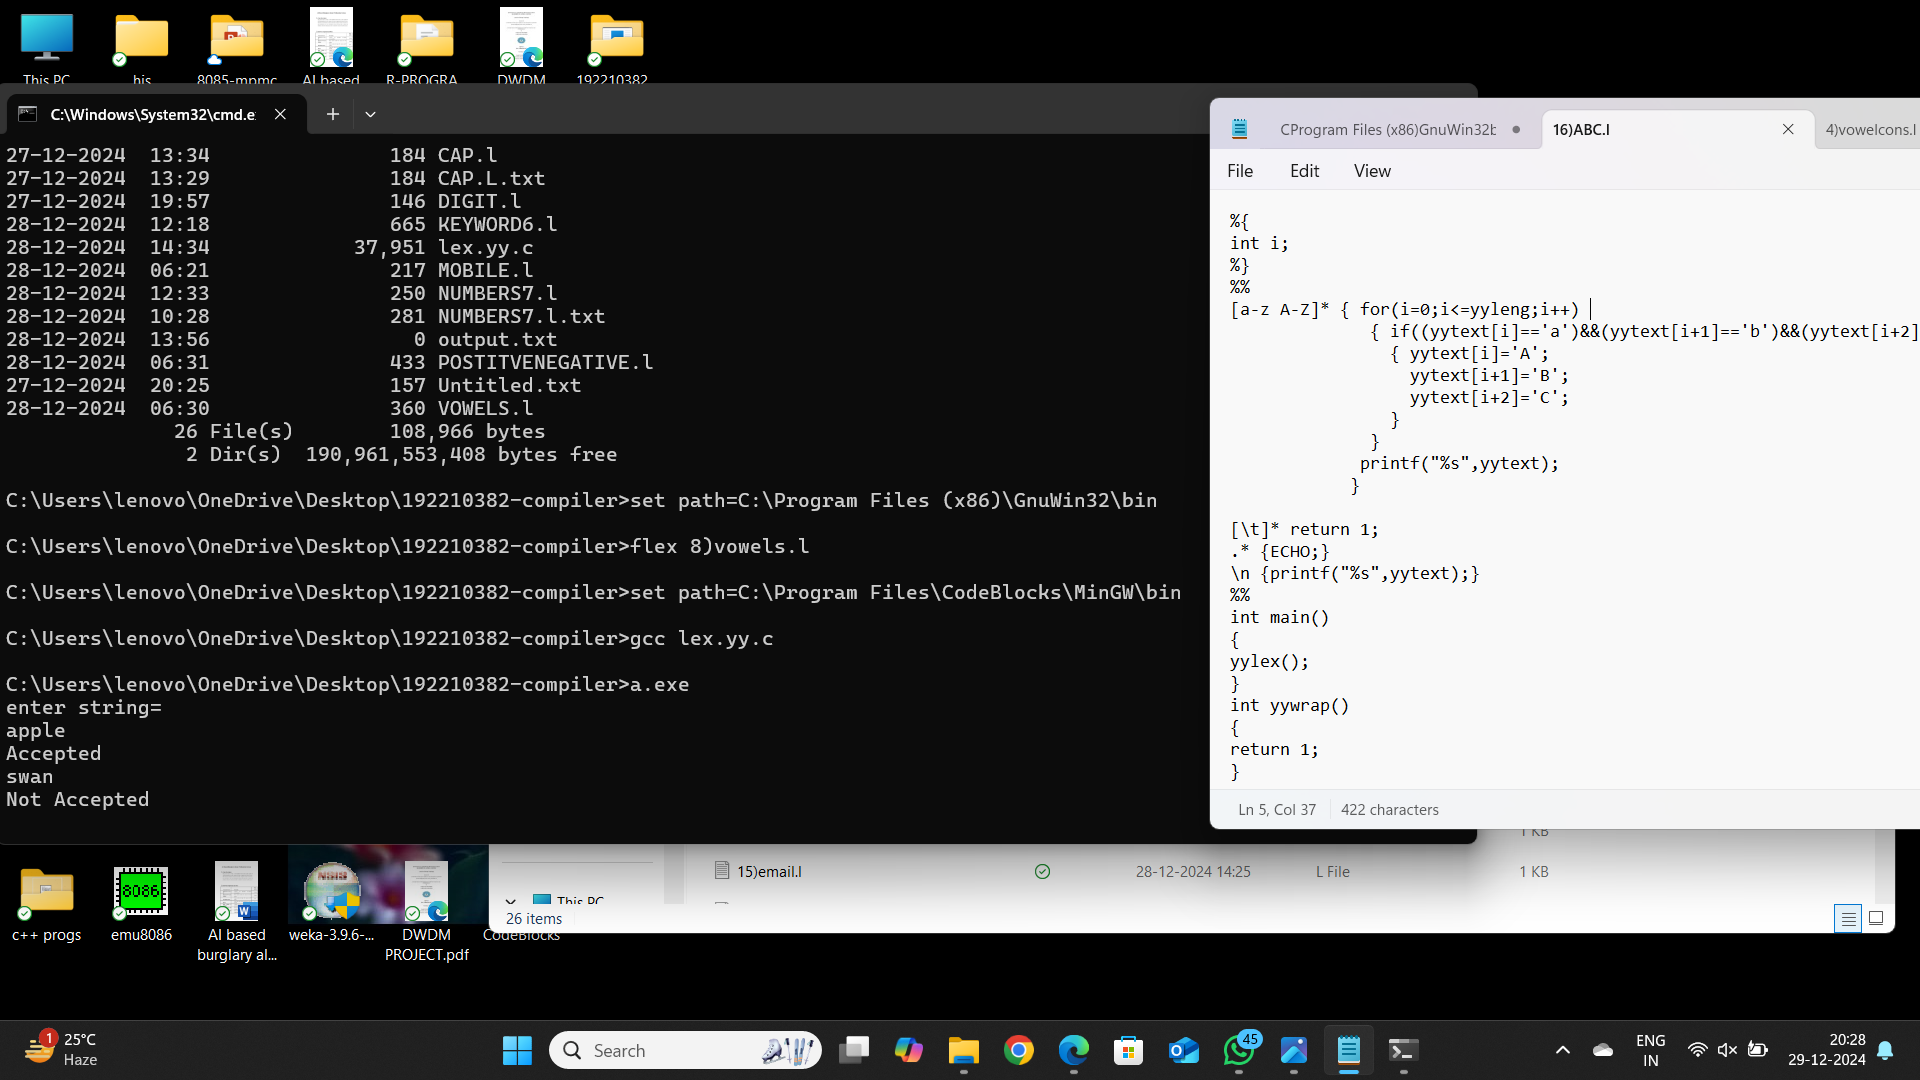 This PC
his
8085-mpmc
AI based
R-PROGRA
DWDM
192210382
C:\Windows\System32\cmd.e
27-12-2024  13:34               184 CAP.l
27-12-2024  13:29               184 CAP.L.txt
27-12-2024  19:57               146 DIGIT.l
28-12-2024  12:18               665 KEYWORD6.l
28-12-2024  14:34            37,951 lex.yy.c
28-12-2024  06:21               217 MOBILE.l
28-12-2024  12:33               250 NUMBERS7.l
28-12-2024  10:28               281 NUMBERS7.l.txt
28-12-2024  13:56                 0 output.txt
28-12-2024  06:31               433 POSTITVENEGATIVE.l
27-12-2024  20:25               157 Untitled.txt
28-12-2024  06:30               360 VOWELS.l
26 File(s)        108,966 bytes
2 Dir(s)  190,961,553,408 bytes free
C:\Users\lenovo\OneDrive\Desktop\192210382-compiler>set path=C:\Program Files (x86)\GnuWin32\bin
C:\Users\lenovo\OneDrive\Desktop\192210382-compiler>flex 8)vowels.l
C:\Users\lenovo\OneDrive\Desktop\192210382-compiler>set path=C:\Program Files\CodeBlocks\MinGW\bin
C:\Users\lenovo\OneDrive\Desktop\192210382-compiler>gcc lex.yy.c
C:\Users\lenovo\OneDrive\Desktop\192210382-compiler>a.exe
enter string=
apple
Accepted
swan
Not Accepted
CProgram Files (x86)GnuWin32b
16)ABC.l
4)vowelcons.l
File Edit View
%{
int i;
%}
%%
[a-z A-Z]* { for(i=0;i<=yyleng;i++)
{ if((yytext[i]=='a')&&(yytext[i+1]=='b')&&(yytext[i+2]
{ yytext[i]='A';
yytext[i+1]='B';
yytext[i+2]='C';
}
}
printf("%s",yytext);
}
[\t]* return 1;
.* {ECHO;}
\n {printf("%s",yytext);}
%%
int main()
{
yylex();
}
int yywrap()
{
return 1;
}
Ln 5, Col 37 422 characters
1 KB
15)email.l 28-12-2024 14:25 L File 1 KB
This PC
26 items
c++ progs
8086
emu8086
AI based
burglary al...
weka-3.9.6-...
DWDM
PROJECT.pdf
CodeBlocks
1
25°C
Haze
Search
45
ENG
IN
20:28
29-12-2024